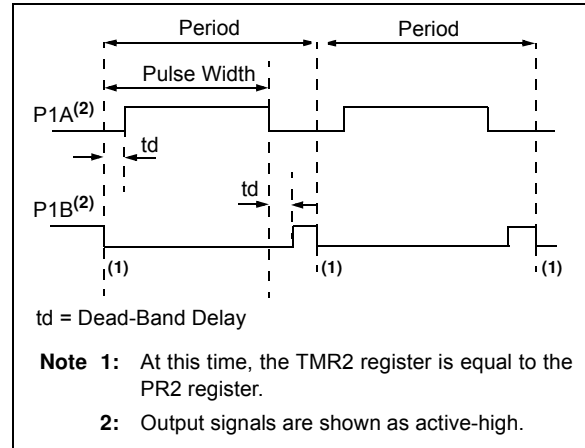 Period Period
Pulse Width
P1A(2)
td
td
P1B(2)
(1) (1) (1)
td = Dead-Band Delay
Note 1: At this time, the TMR2 register is equal to the
PR2 register.
2: Output signals are shown as active-high.